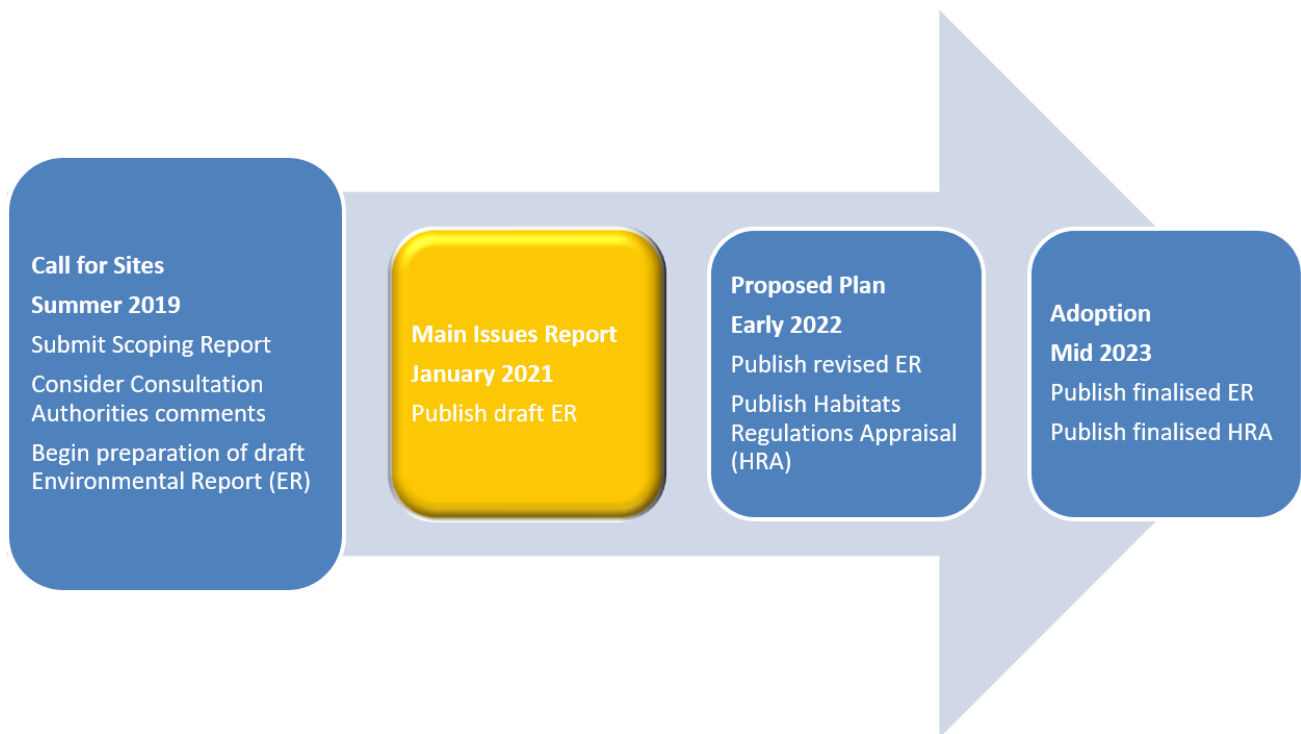 Call for Sites
Summer 2019
Submit Scoping Report
Consider Consultation
Authorities comments
Begin preparation of draft
Environmental Report (ER)
Main Issues Report
January 2021
Publish draft ER
Proposed Plan
Early 2022
Publish revised ER
Publish Habitats
Regulations Appraisal
(HRA)
Adoption
Mid 2023
Publish finalised ER
Publish finalised HRA